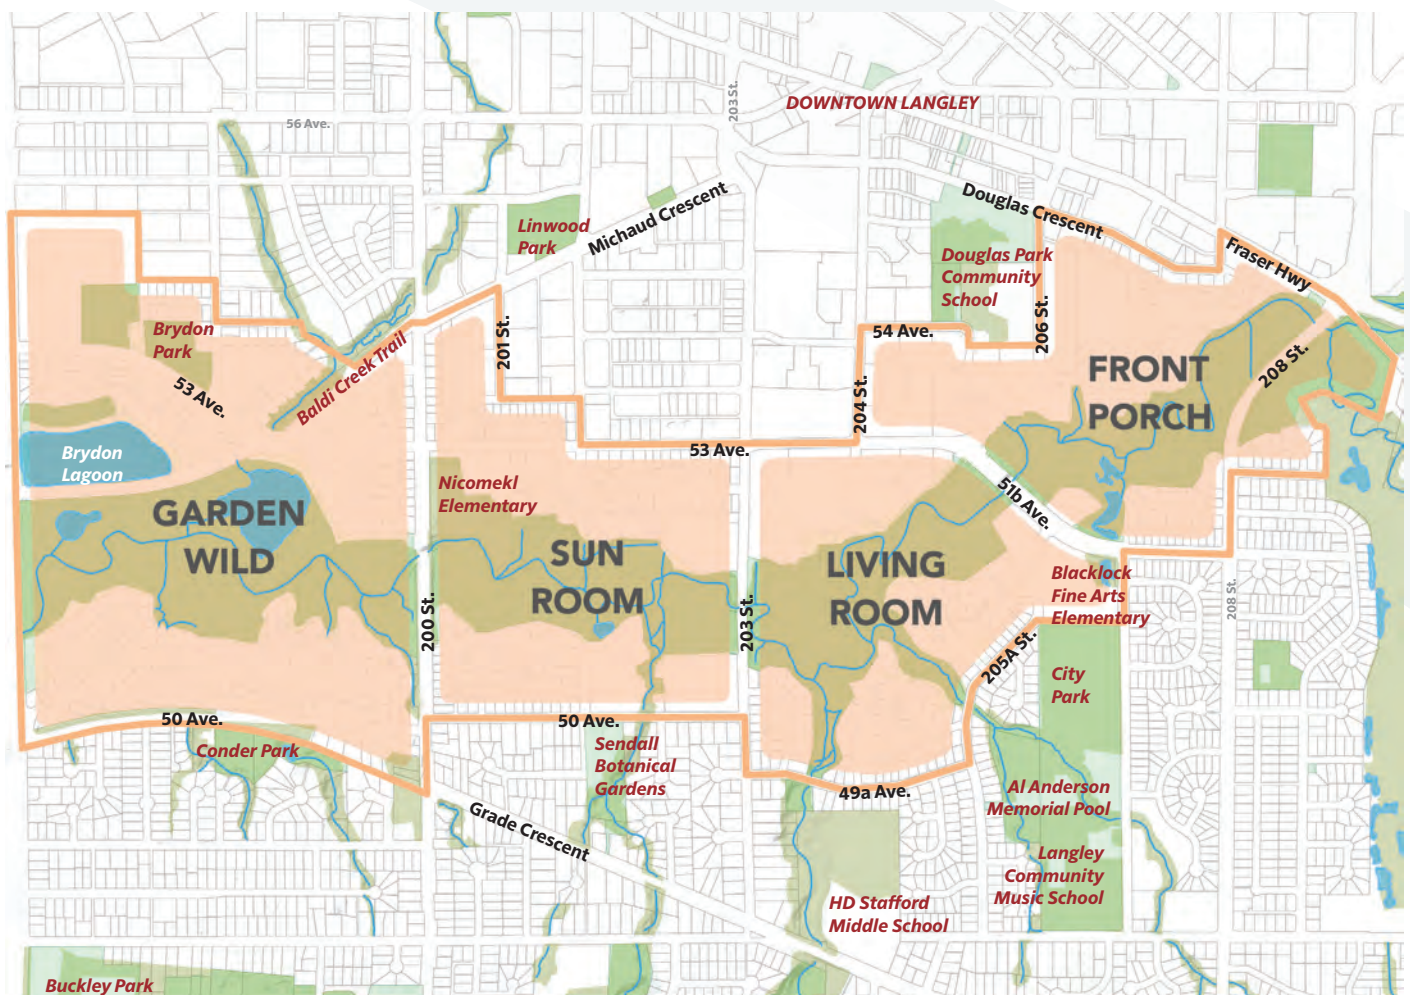 DOWNTOWN LANGLEY
203 St.
56 Ave.
Douglas Crescent
Michaud Crescent
Linwood
Park
Fraser Hwy
Douglas Park
Community
School
206 St.
54 Ave.
201 St.
Brydon
Park
Baldi Creek Trail
53 Ave.
208 St.
FRONT
PORCH
204 St.
53 Ave.
Brydon
Lagoon
Nicomekl
Elementary
51b Ave.
GARDEN
WILD
SUN
ROOM
LIVING
ROOM
Blacklock
Fine Arts
Elementary
200 St.
203 St.
208 St.
205A St.
City
Park
50 Ave.
50 Ave.
Conder Park
Sendall
Botanical
Gardens
49a Ave.
Al Anderson
Memorial Pool
Grade Crescent
Langley
Community
Music School
HD Stafford
Middle School
Buckley Park